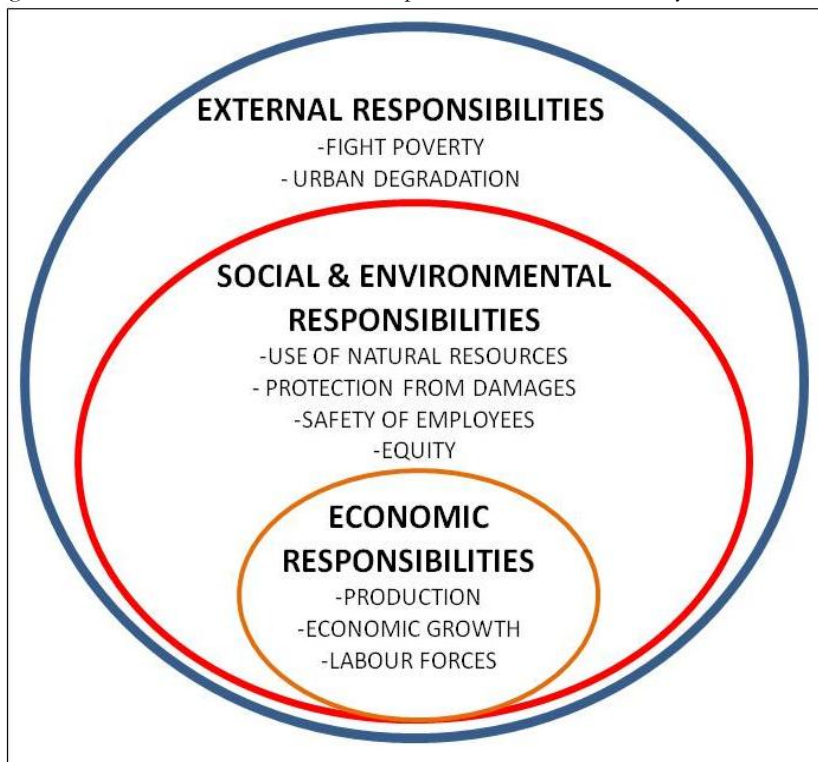 EXTERNAL RESPONSIBILITIES
-FIGHT POVERTY
- URBAN DEGRADATION
SOCIAL & ENVIRONMENTAL
RESPONSIBILITIES
-USE OF NATURAL RESOURCES
- PROTECTION FROM DAMAGES
-SAFETY OF EMPLOYEES
-EQUITY
ECONOMIC
RESPONSIBILITIES
-PRODUCTION
-ECONOMIC GROWTH
-LABOUR FORCES